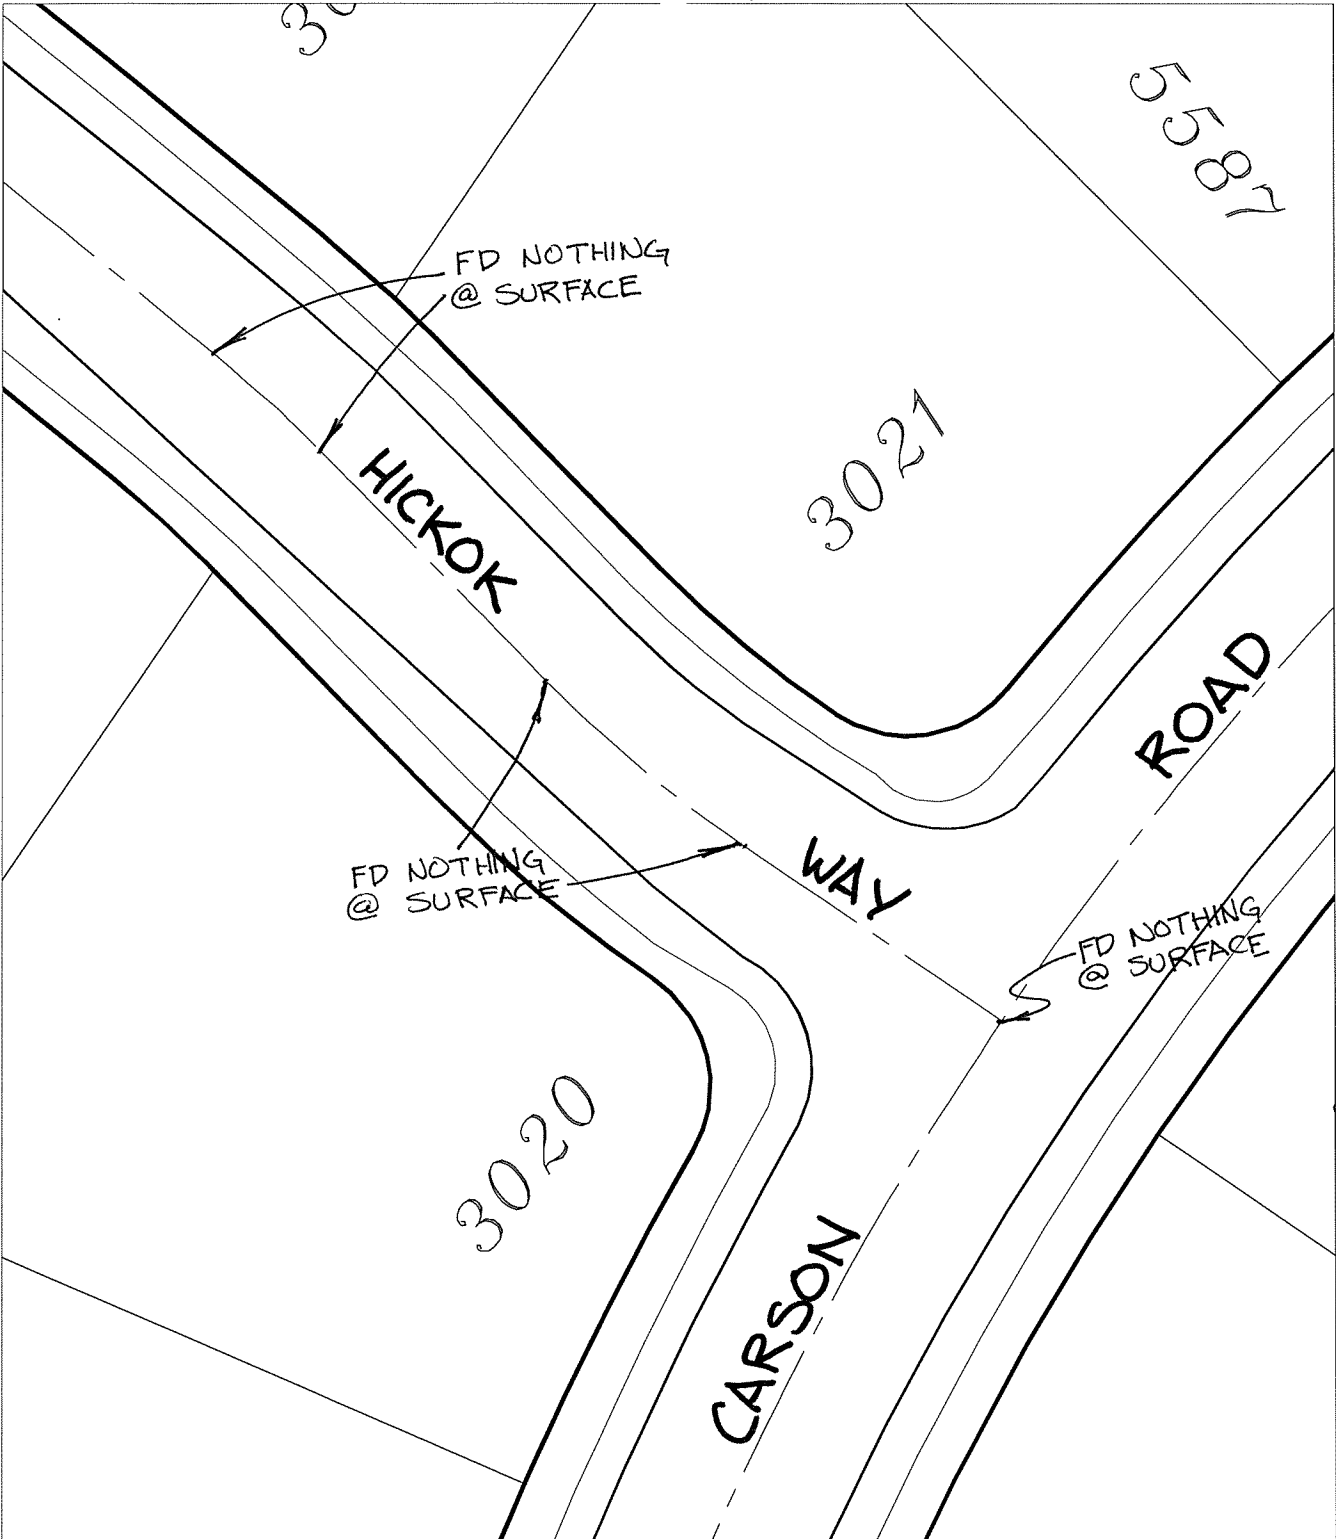 5587
FD NOTHING
@ SURFACE
3021
HICKOK
ROAD
WAY
FD NOTHING
@ SURFACE
FD NOTHING
@ SURFACE
3020
CARSON